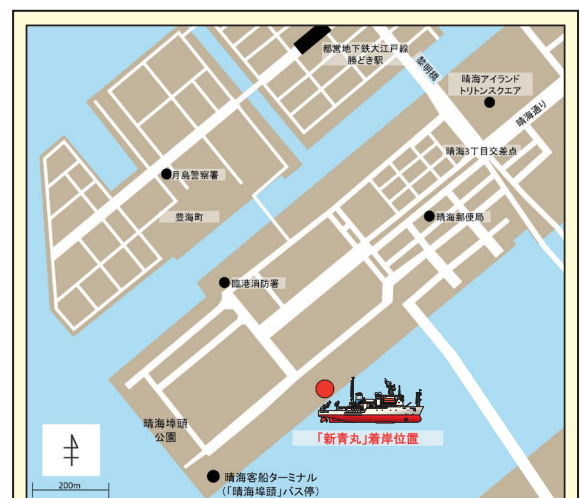 都営地下鉄大江戸線
勝どき駅
黎明橋
晴海アイランド
トリトンスクエア
晴海通り
晴海3丁目交差点
月島警察署
豊海町
晴海郵便局
臨港消防署
「新青丸」着岸位置
晴海埠頭
公園
晴海客船ターミナル
(「晴海埠頭」バス停)
200m